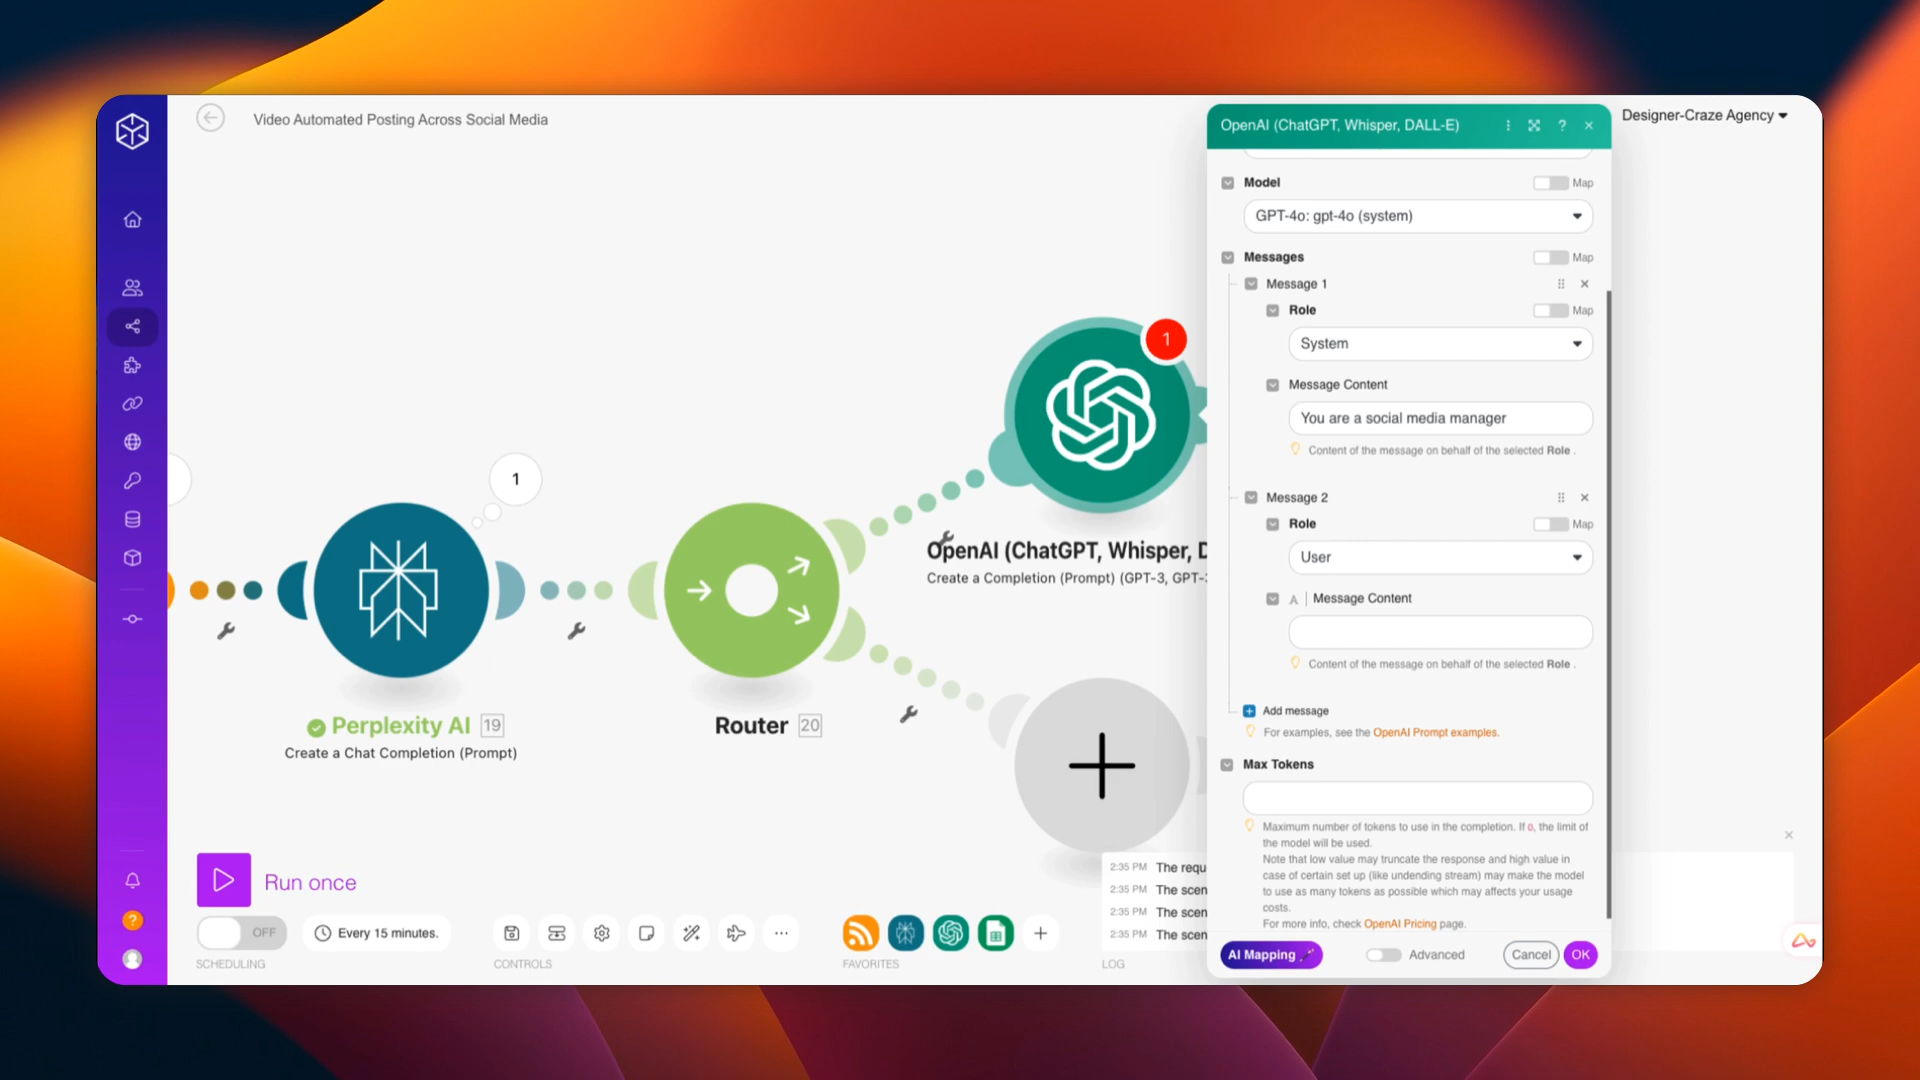 Video Automated Posting Across Social Media
Designer-Craze Agency
1
Perplexity AI 19
Create a Chat Completion (Prompt)
Router 20
1
OpenAI (ChatGPT, Whisper, D
Create a Completion (Prompt) (GPT-3, GPT-
OpenAI (ChatGPT, Whisper, DALL-E)
?
Model
Map
GPT-4o: gpt-4o (system)
Messages
Map
Message 1
Role
Map
System
Message Content
You are a social media manager
Content of the message on behalf of the selected Role .
Message 2
Role
Map
User
A | Message Content
Content of the message on behalf of the selected Role .
Add message
For examples, see the OpenAI Prompt examples.
Max Tokens
Maximum number of tokens to use in the completion. If 0, the limit of
the model will be used.
Note that low value may truncate the response and high value in
case of certain set up (like undending stream) may make the model
to use as many tokens as possible which may affects your usage
costs.
For more info, check OpenAI Pricing page.
AI Mapping
Advanced
Cancel
OK
Run once
OFF
Every 15 minutes.
SCHEDULING
CONTROLS
FAVORITES
2:35 PM The requ
2:35 PM The scen
2:35 PM The scen
2:35 PM The scen
LOG
?